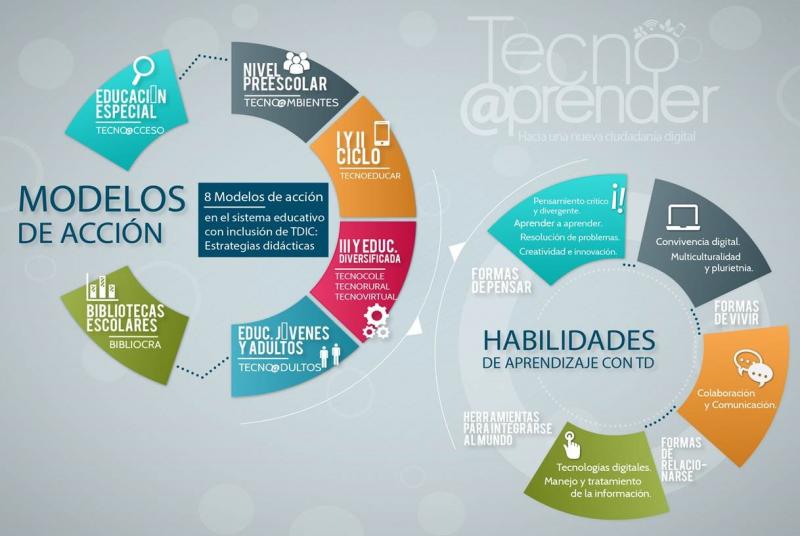 Tecno
@prender
Hacia una nueva ciudadanía digital
MODELOS
DE ACCIÓN
8 Modelos de acción
en el sistema educativo
con inclusión de TDIC:
Estrategias didácticas
EDUCACI▯N
ESPECIAL
TECNO@CCESO
NIVEL
PREESCOLAR
TECNO@MBIENTES
I Y II
CICLO
TECNOEDUCAR
III Y EDUC.
DIVERSIFICADA
TECNOCOLE
TECNORURAL
TECNOVIRTUAL
EDUC. J▯VENES
Y ADULTOS
TECNO@DULTOS
BIBLIOTECAS
ESCOLARES
BIBLIOCRA
HABILIDADES
DE APRENDIZAJE CON TD
Pensamiento crítico
y divergente.
Aprender a aprender.
Resolución de problemas.
Creatividad e innovación.
¡!
FORMAS
DE PENSAR
Convivencia digital.
Multiculturalidad
y plurietnia.
FORMAS
DE VIVIR
Colaboración
y Comunicación.
FORMAS
DE
RELACIO-
NARSE
Tecnologías digitales.
Manejo y tratamiento
de la información.
HERRAMIENTAS
PARA INTEGRARSE
AL MUNDO